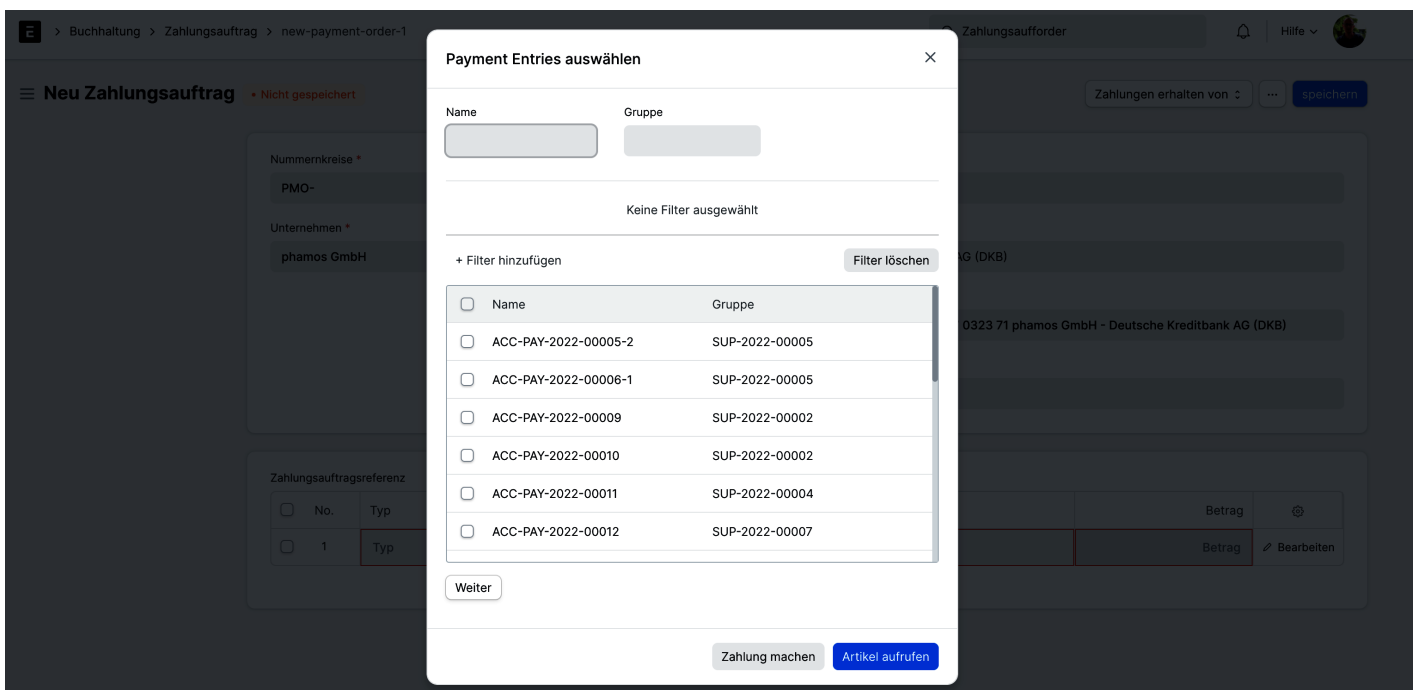 E > Buchhaltung > Zahlungsauftrag > new-payment-order-1
Zahlungsaufforder
Hilfe
Neu Zahlungsauftrag • Nicht gespeichert
Zahlungen erhalten von
...
speichern
Nummernkreise *
PMO-
Unternehmen *
phamos GmbH
AG (DKB)
0323 71 phamos GmbH - Deutsche Kreditbank AG (DKB)
Zahlungsauftragsreferenz
No. Typ Betrag
1 Typ Betrag Bearbeiten
Payment Entries auswählen
Name Gruppe
Keine Filter ausgewählt
+ Filter hinzufügen Filter löschen
Name Gruppe
ACC-PAY-2022-00005-2 SUP-2022-00005
ACC-PAY-2022-00006-1 SUP-2022-00005
ACC-PAY-2022-00009 SUP-2022-00002
ACC-PAY-2022-00010 SUP-2022-00002
ACC-PAY-2022-00011 SUP-2022-00004
ACC-PAY-2022-00012 SUP-2022-00007
Weiter
Zahlung machen Artikel aufrufen